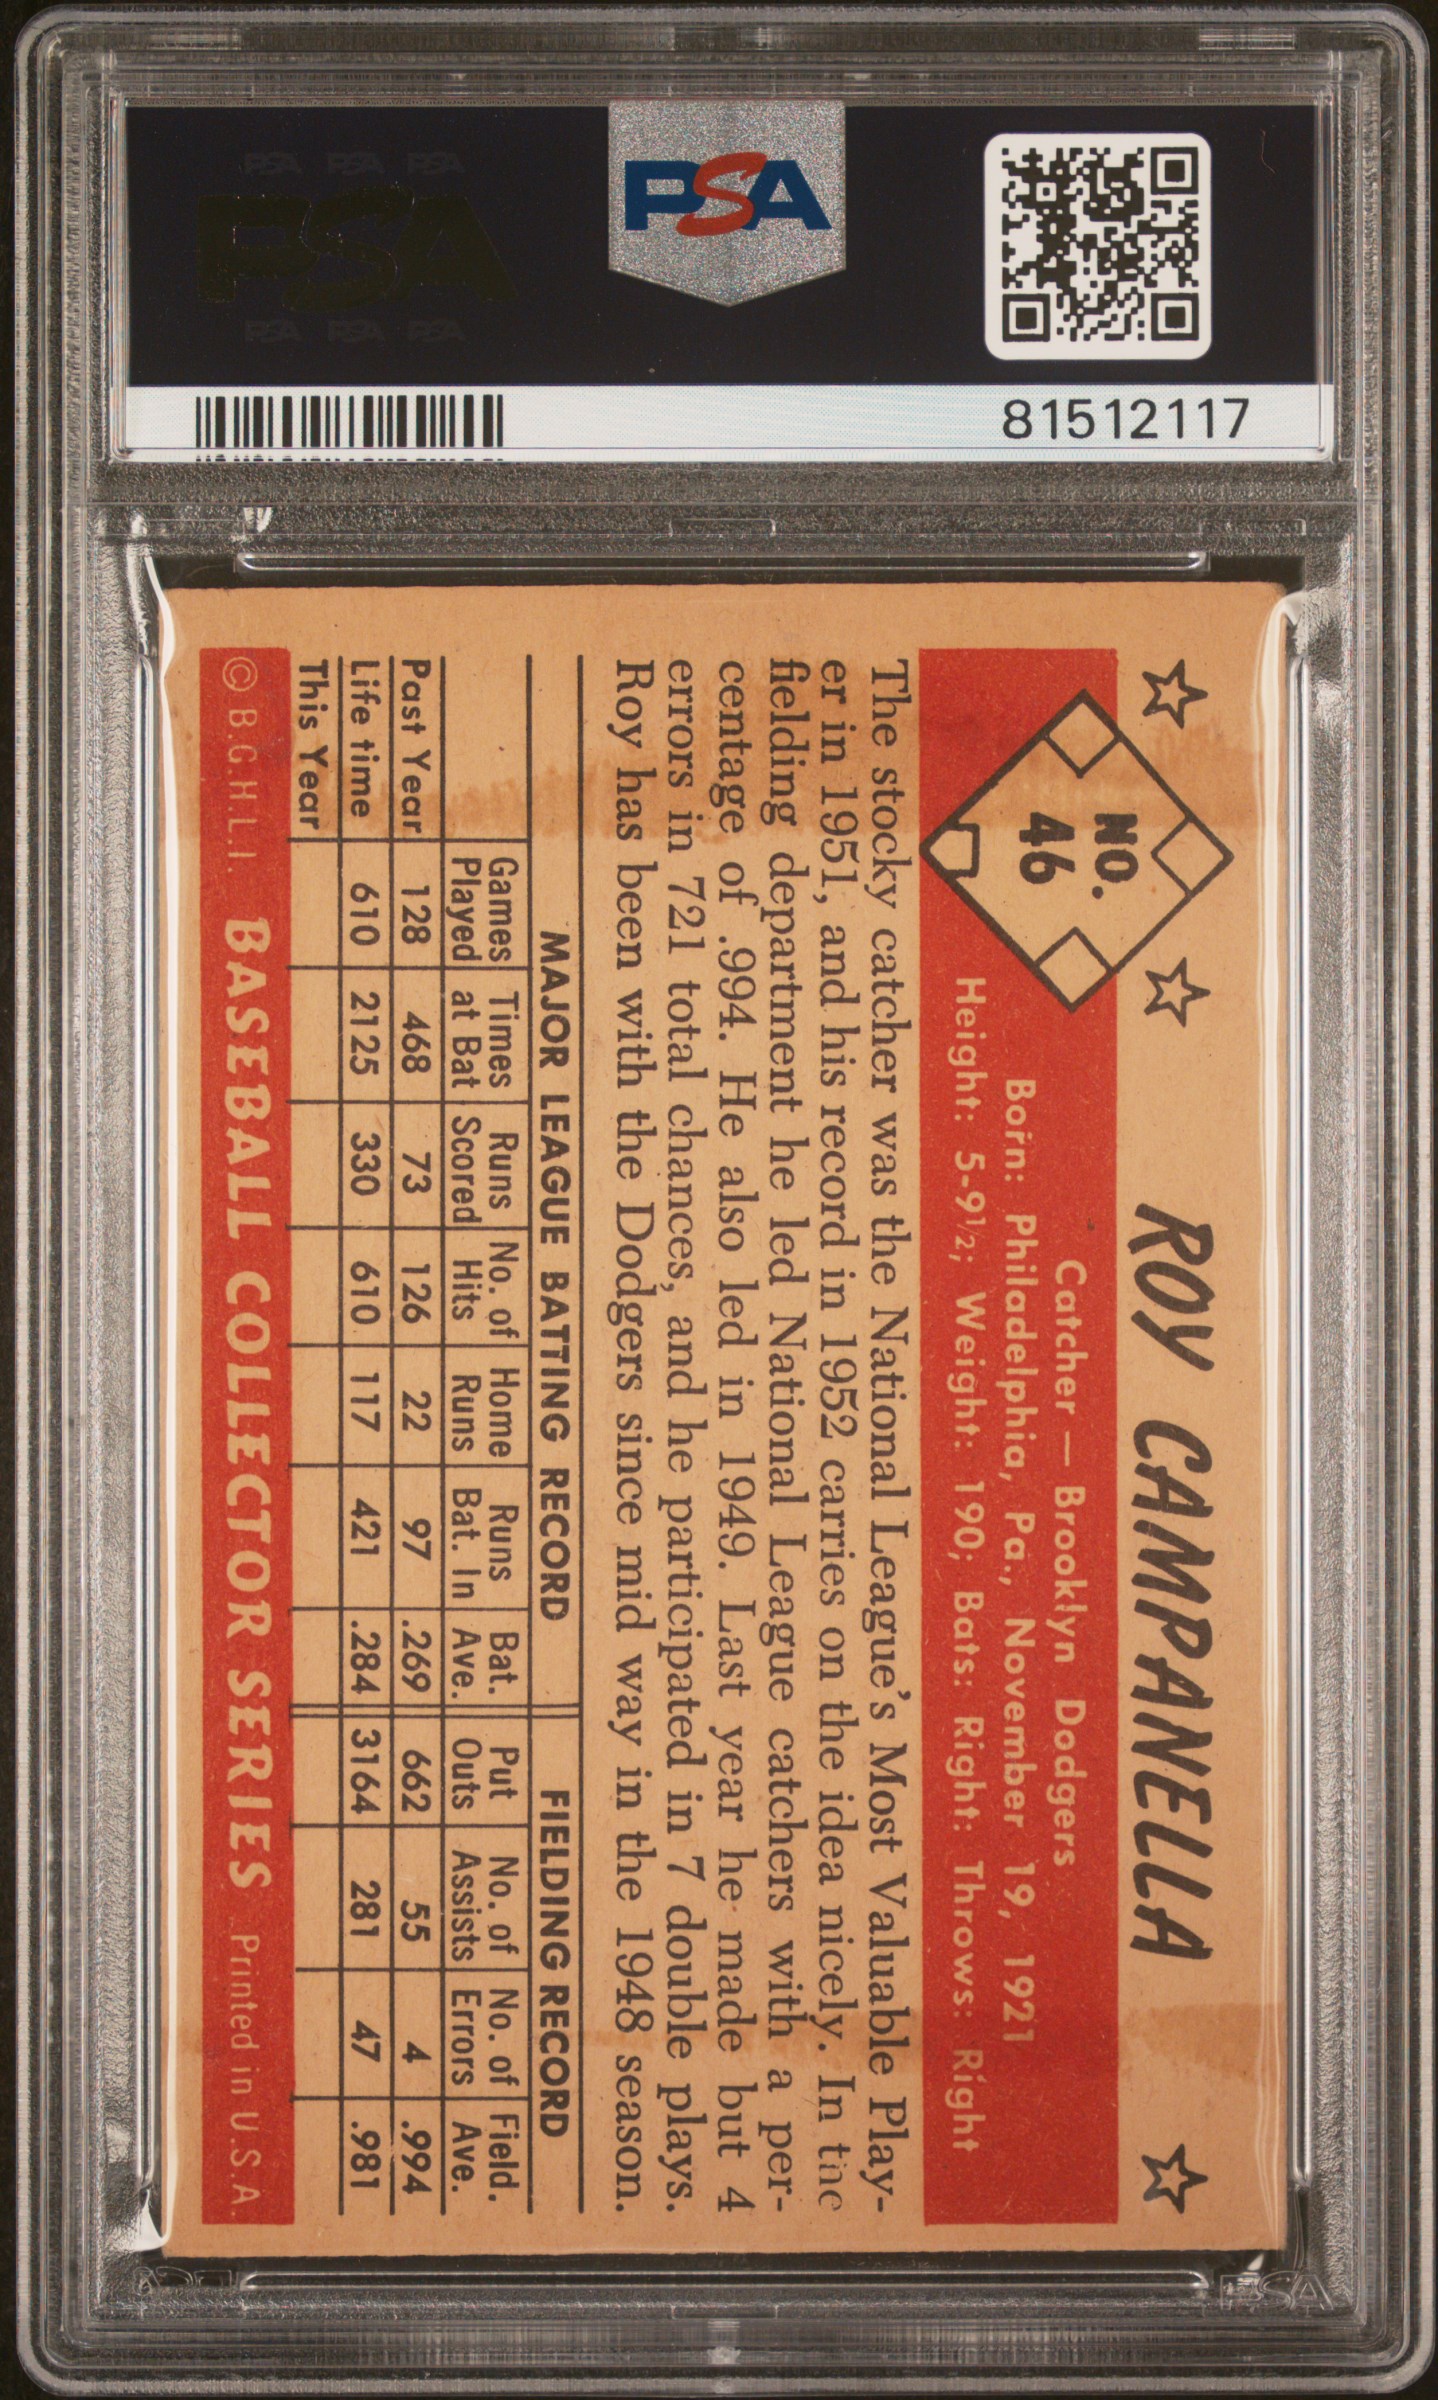 PSA PSA PSA
PSA
PSA PSA PSA
PSA
81512117
NO.
46
ROY CAMPANELLA
Catcher — Brooklyn Dodgers
Born: Philadelphia, Pa., November 19, 1921
Height: 5-9½; Weight: 190; Bats: Right: Throws: Right
The stocky catcher was the National League's Most Valuable Play-
er in 1951, and his record in 1952 carries on the idea nicely. In the
fielding department he led National League catchers with a per-
centage of .994. He also led in 1949. Last year he made but 4
errors in 721 total chances, and he participated in 7 double plays.
Roy has been with the Dodgers since mid way in the 1948 season.
MAJOR LEAGUE BATTING RECORD FIELDING RECORD
Games Times Runs No. of Home Runs Bat. Put No. of No. of Field.
Played at Bat Scored Hits Runs Bat. In Ave. Outs Assists Errors Ave.
Past Year 128 468 73 126 22 97 .269 662 55 4 .994
Life time 610 2125 330 610 117 421 .284 3164 281 47 .981
This Year
© B.G.H.L.I. BASEBALL COLLECTOR SERIES Printed in U.S.A.
PSA